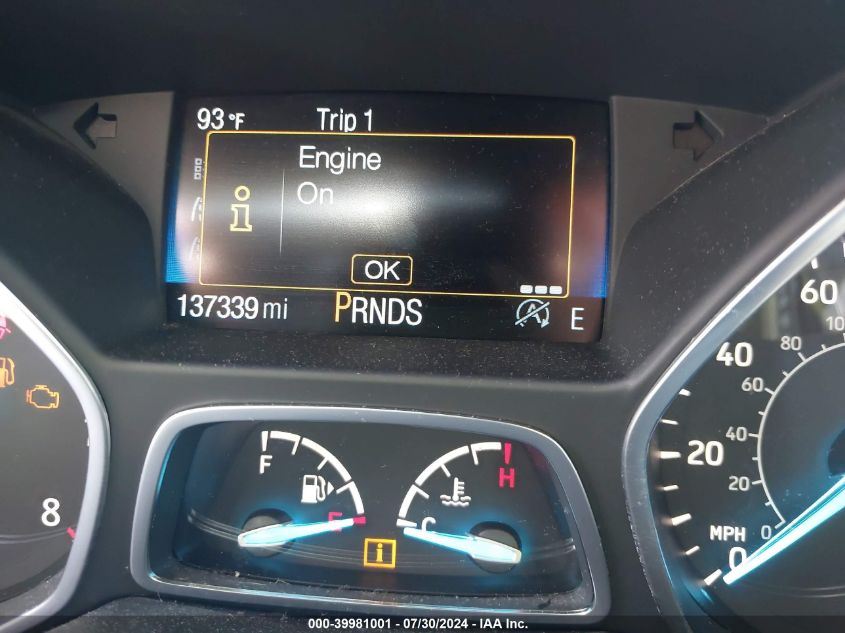 93°F Trip 1
Engine
On
OK
137339 mi PRNDS E
60
40
20
0
MPH
80
60
40
20
0
8
F
E
H
C
000-39981001 - 07/30/2024 - IAA Inc.